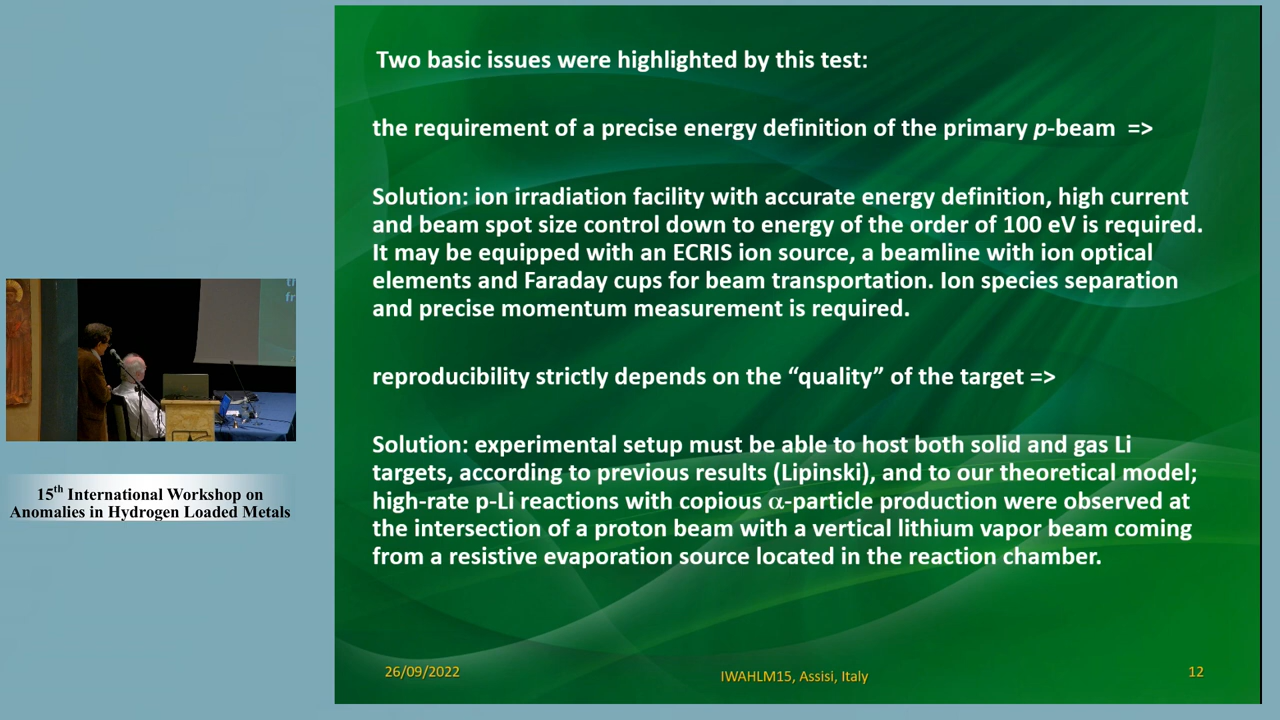 Two basic issues were highlighted by this test:
the requirement of a precise energy definition of the primary p-beam =>
Solution: ion irradiation facility with accurate energy definition, high current
and beam spot size control down to energy of the order of 100 eV is required.
It may be equipped with an ECRIS ion source, a beamline with ion optical
elements and Faraday cups for beam transportation. Ion species separation
and precise momentum measurement is required.
reproducibility strictly depends on the “quality” of the target =>
Solution: experimental setup must be able to host both solid and gas Li
targets, according to previous results (Lipinski), and to our theoretical model;
high-rate p-Li reactions with copious α-particle production were observed at
the intersection of a proton beam with a vertical lithium vapor beam coming
from a resistive evaporation source located in the reaction chamber.
26/09/2022
IWAHLM15, Assisi, Italy
12
15th International Workshop on
Anomalies in Hydrogen Loaded Metals